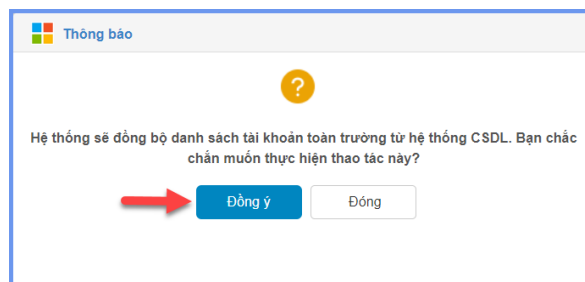 Thông báo
?
Hệ thống sẽ đồng bộ danh sách tài khoản toàn trường từ hệ thống CSDL. Bạn chắc
chắn muốn thực hiện thao tác này?
Đồng ý Đóng